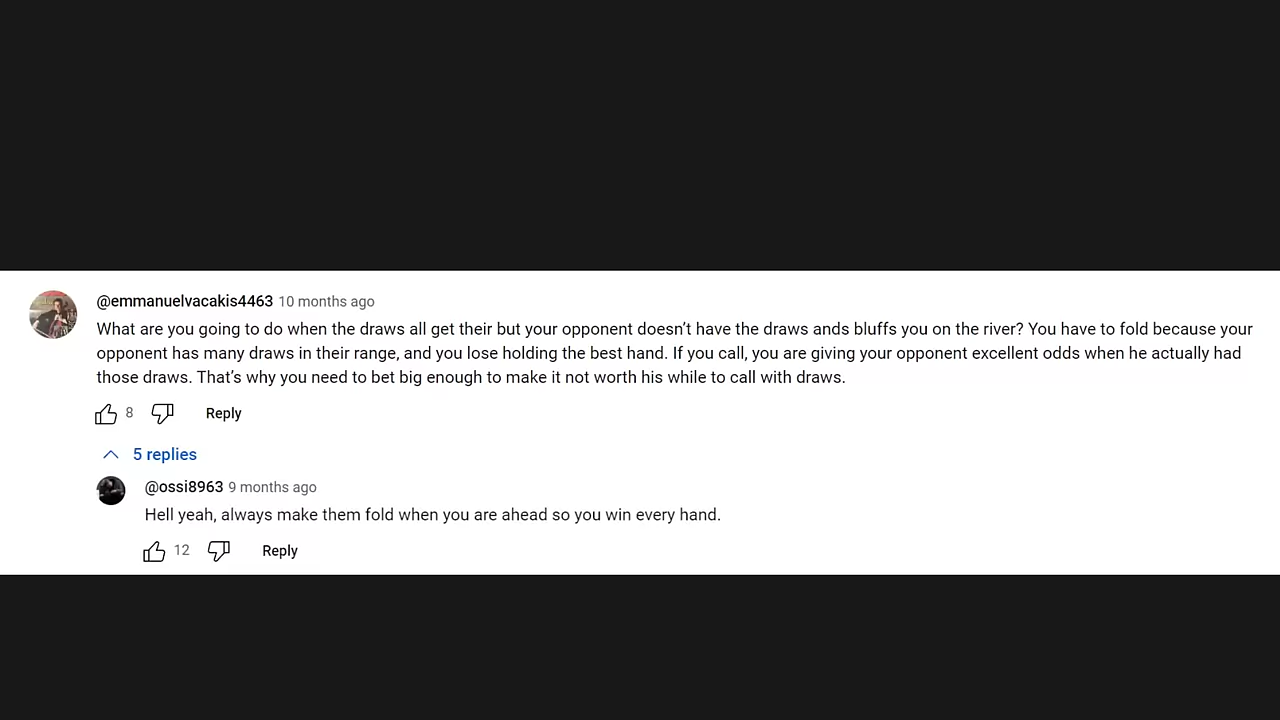 @emmanuelvacakis4463 10 months ago
What are you going to do when the draws all get their but your opponent doesn’t have the draws ands bluffs you on the river? You have to fold because your
opponent has many draws in their range, and you lose holding the best hand. If you call, you are giving your opponent excellent odds when he actually had
those draws. That’s why you need to bet big enough to make it not worth his while to call with draws.
8 Reply
5 replies
@ossi8963 9 months ago
Hell yeah, always make them fold when you are ahead so you win every hand.
12 Reply